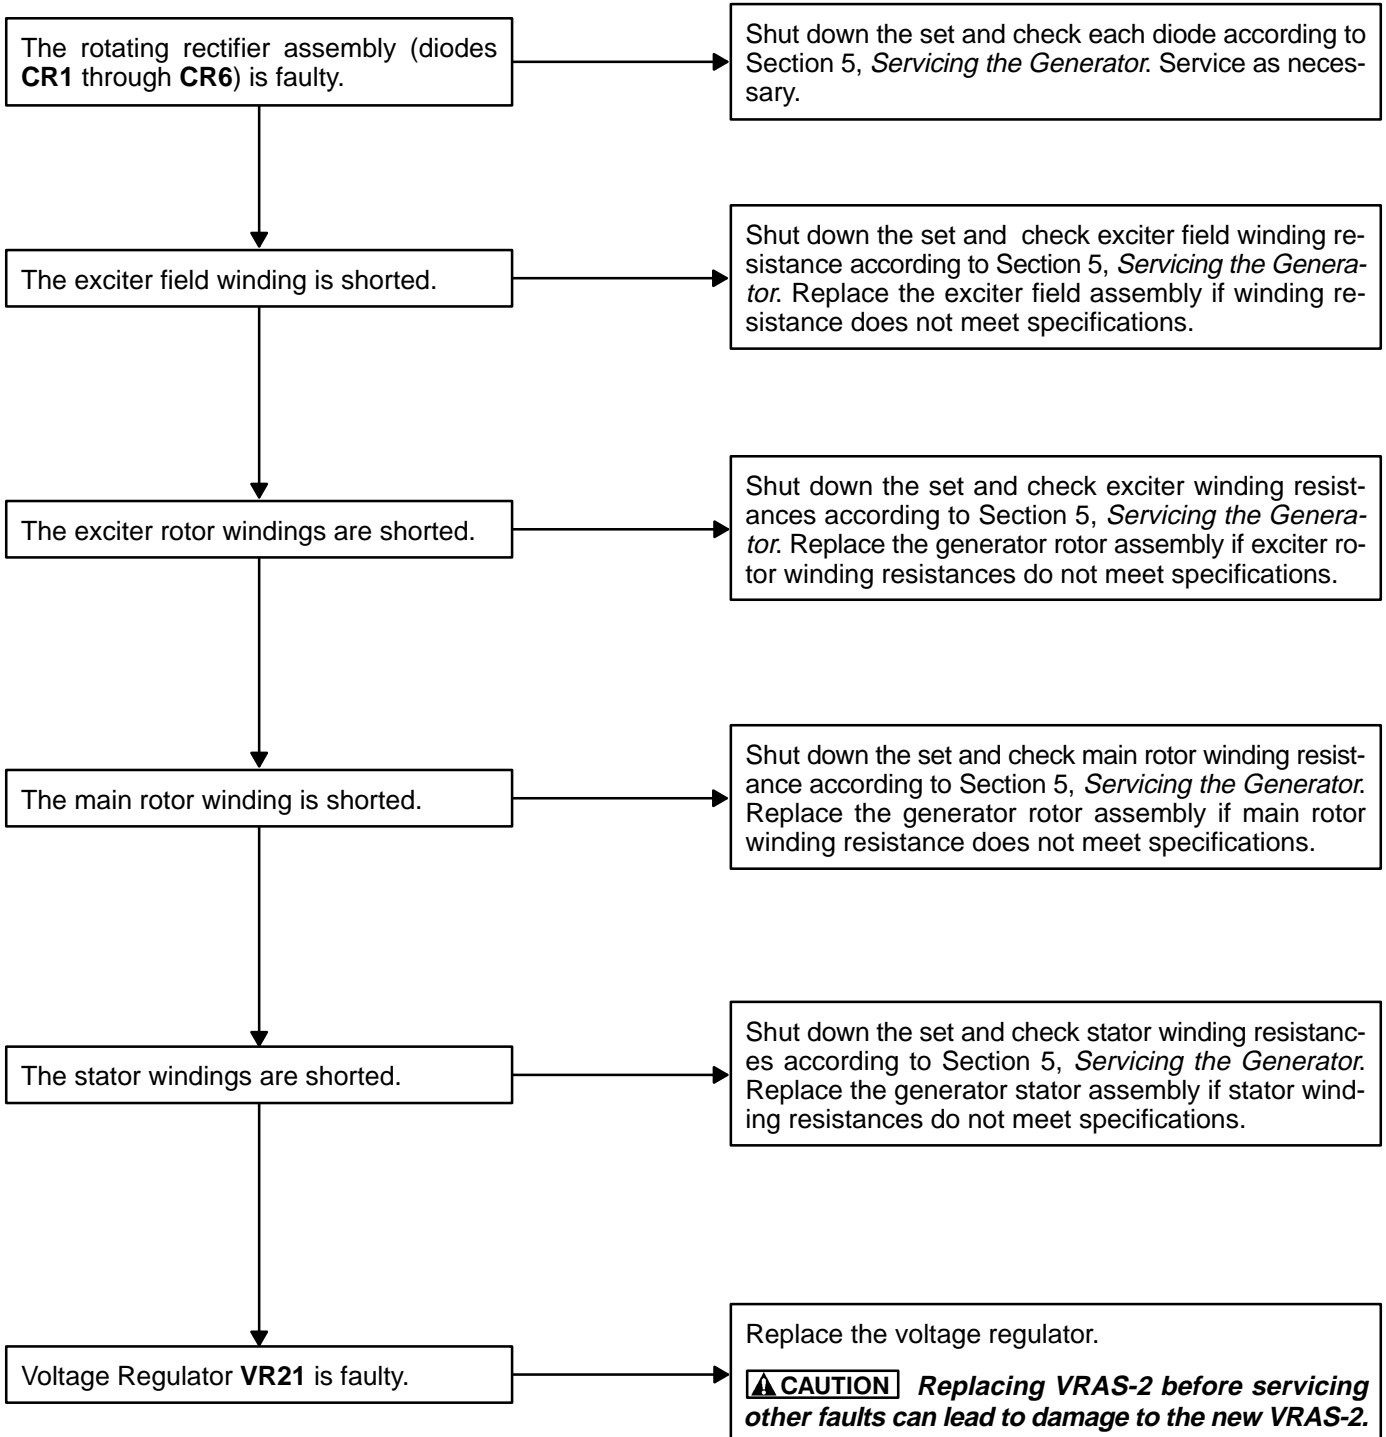 The rotating rectifier assembly (diodes
CR1 through CR6) is faulty.
Shut down the set and check each diode according to
Section 5, Servicing the Generator. Service as neces-
sary.
The exciter field winding is shorted.
Shut down the set and check exciter field winding re-
sistance according to Section 5, Servicing the Genera-
tor. Replace the exciter field assembly if winding re-
sistance does not meet specifications.
The exciter rotor windings are shorted.
Shut down the set and check exciter winding resist-
ances according to Section 5, Servicing the Genera-
tor. Replace the generator rotor assembly if exciter ro-
tor winding resistances do not meet specifications.
The main rotor winding is shorted.
Shut down the set and check main rotor winding resist-
ance according to Section 5, Servicing the Generator.
Replace the generator rotor assembly if main rotor
winding resistance does not meet specifications.
The stator windings are shorted.
Shut down the set and check stator winding resistanc-
es according to Section 5, Servicing the Generator.
Replace the generator stator assembly if stator wind-
ing resistances do not meet specifications.
Voltage Regulator VR21 is faulty.
Replace the voltage regulator.
CAUTION Replacing VRAS-2 before servicing
other faults can lead to damage to the new VRAS-2.